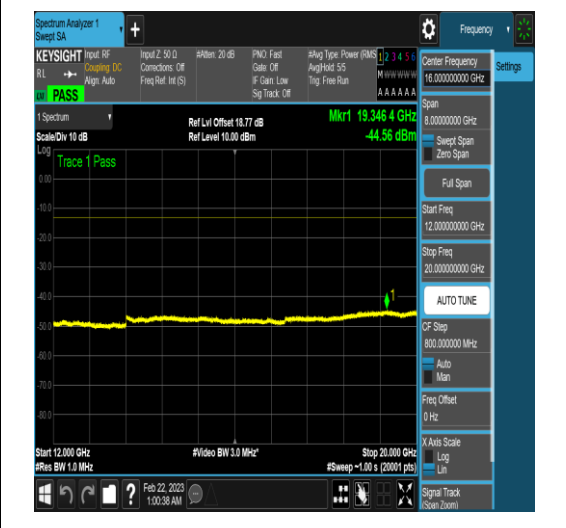 Spectrum Analyzer 1
Swept SA
+
Frequency
KEYSIGHT
RL
PASS
Input: RF
Coupling: DC
Align: Auto
Input Z: 50 Ω
Corrections: Off
Freq Ref: Int (S)
#Atten: 20 dB
PNO: Fast
Gate: Off
IF Gain: Low
Sig Track: Off
#Avg Type: Power (RMS
Avg|Hold: 5/5
Trig: Free Run
1 2 3 4 5 6
M W W W W W
A A A A A A
1 Spectrum
Scale/Div 10 dB
Ref Lvl Offset 18.77 dB
Ref Level 10.00 dBm
Mkr1 19.346 4 GHz
-44.56 dBm
Log
Trace 1 Pass
0.00
-10.0
-20.0
-30.0
-40.0
-50.0
-60.0
-70.0
-80.0
1
Start 12.000 GHz
#Res BW 1.0 MHz
#Video BW 3.0 MHz*
Stop 20.000 GHz
#Sweep ~1.00 s (20001 pts)
Feb 22, 2023
1:00:38 AM
?
Center Frequency
16.000000000 GHz
Settings
Span
8.00000000 GHz
Swept Span
Zero Span
Full Span
Start Freq
12.000000000 GHz
Stop Freq
20.000000000 GHz
AUTO TUNE
CF Step
800.000000 MHz
Auto
Man
Freq Offset
0 Hz
X Axis Scale
Log
Lin
Signal Track
(Span Zoom)